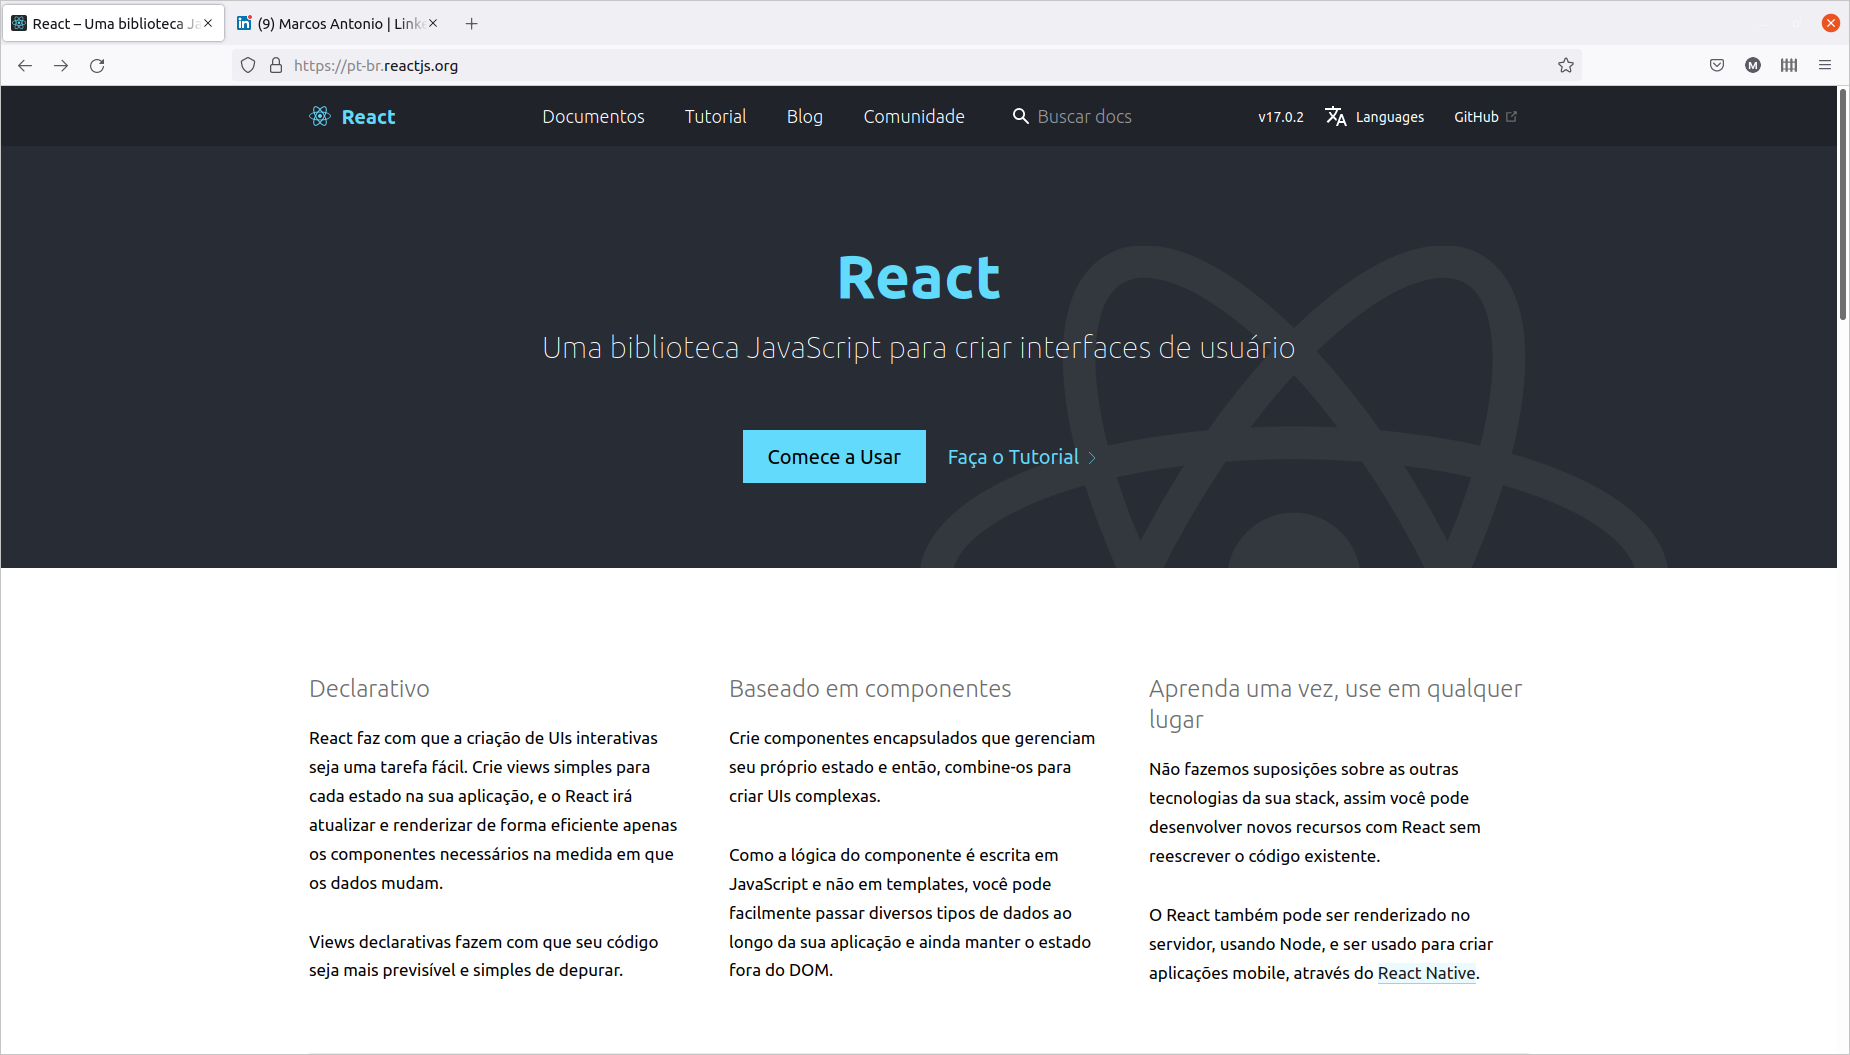 React – Uma biblioteca Ja
(9) Marcos Antonio | Linke
https://pt-br.reactjs.org
M
React
Documentos
Tutorial
Blog
Comunidade
Buscar docs
v17.0.2
Languages
GitHub
React
Uma biblioteca JavaScript para criar interfaces de usuário
Comece a Usar
Faça o Tutorial
Declarativo
React faz com que a criação de UIs interativas
seja uma tarefa fácil. Crie views simples para
cada estado na sua aplicação, e o React irá
atualizar e renderizar de forma eficiente apenas
os componentes necessários na medida em que
os dados mudam.
Views declarativas fazem com que seu código
seja mais previsível e simples de depurar.
Baseado em componentes
Crie componentes encapsulados que gerenciam
seu próprio estado e então, combine-os para
criar UIs complexas.
Como a lógica do componente é escrita em
JavaScript e não em templates, você pode
facilmente passar diversos tipos de dados ao
longo da sua aplicação e ainda manter o estado
fora do DOM.
Aprenda uma vez, use em qualquer
lugar
Não fazemos suposições sobre as outras
tecnologias da sua stack, assim você pode
desenvolver novos recursos com React sem
reescrever o código existente.
O React também pode ser renderizado no
servidor, usando Node, e ser usado para criar
aplicações mobile, através do React Native.